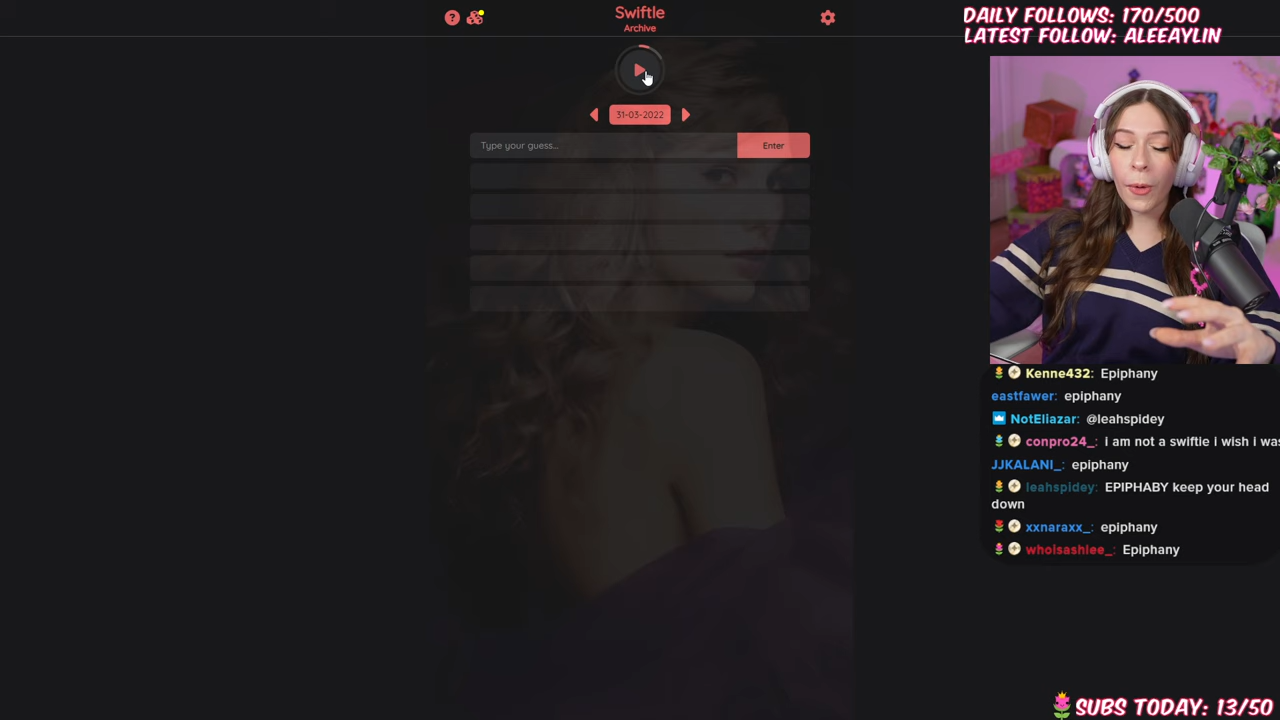 Swiftle
Archive
31-03-2022
Type your guess...
Enter
DAILY FOLLOWS: 170/500
LATEST FOLLOW: ALEEAYLIN
Kenne432: Epiphany
eastfawer: epiphany
NotEliazar: @leahspidey
conpro24_: i am not a swiftie i wish i was
JJKALANI_: epiphany
leahspidey: EPIPHABY keep your head
down
xxnaraxx_: epiphany
whoisashlee_: Epiphany
SUBS TODAY: 13/50